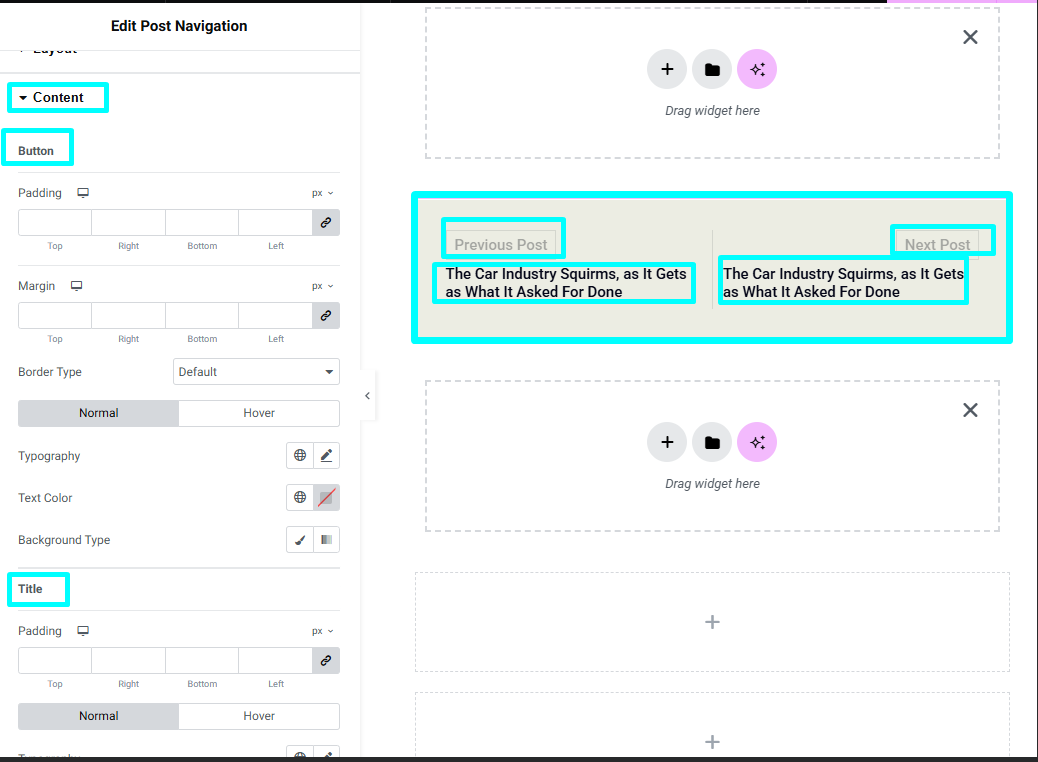 Edit Post Navigation
Layout
Content
Button
Padding
px
Top Right Bottom Left
Margin
px
Top Right Bottom Left
Border Type
Default
Normal Hover
Typography
Text Color
Background Type
Title
Padding
px
Top Right Bottom Left
Normal Hover
Typography
Drag widget here
Previous Post
The Car Industry Squirms, as It Gets
as What It Asked For Done
Next Post
The Car Industry Squirms, as It Gets
as What It Asked For Done
Drag widget here